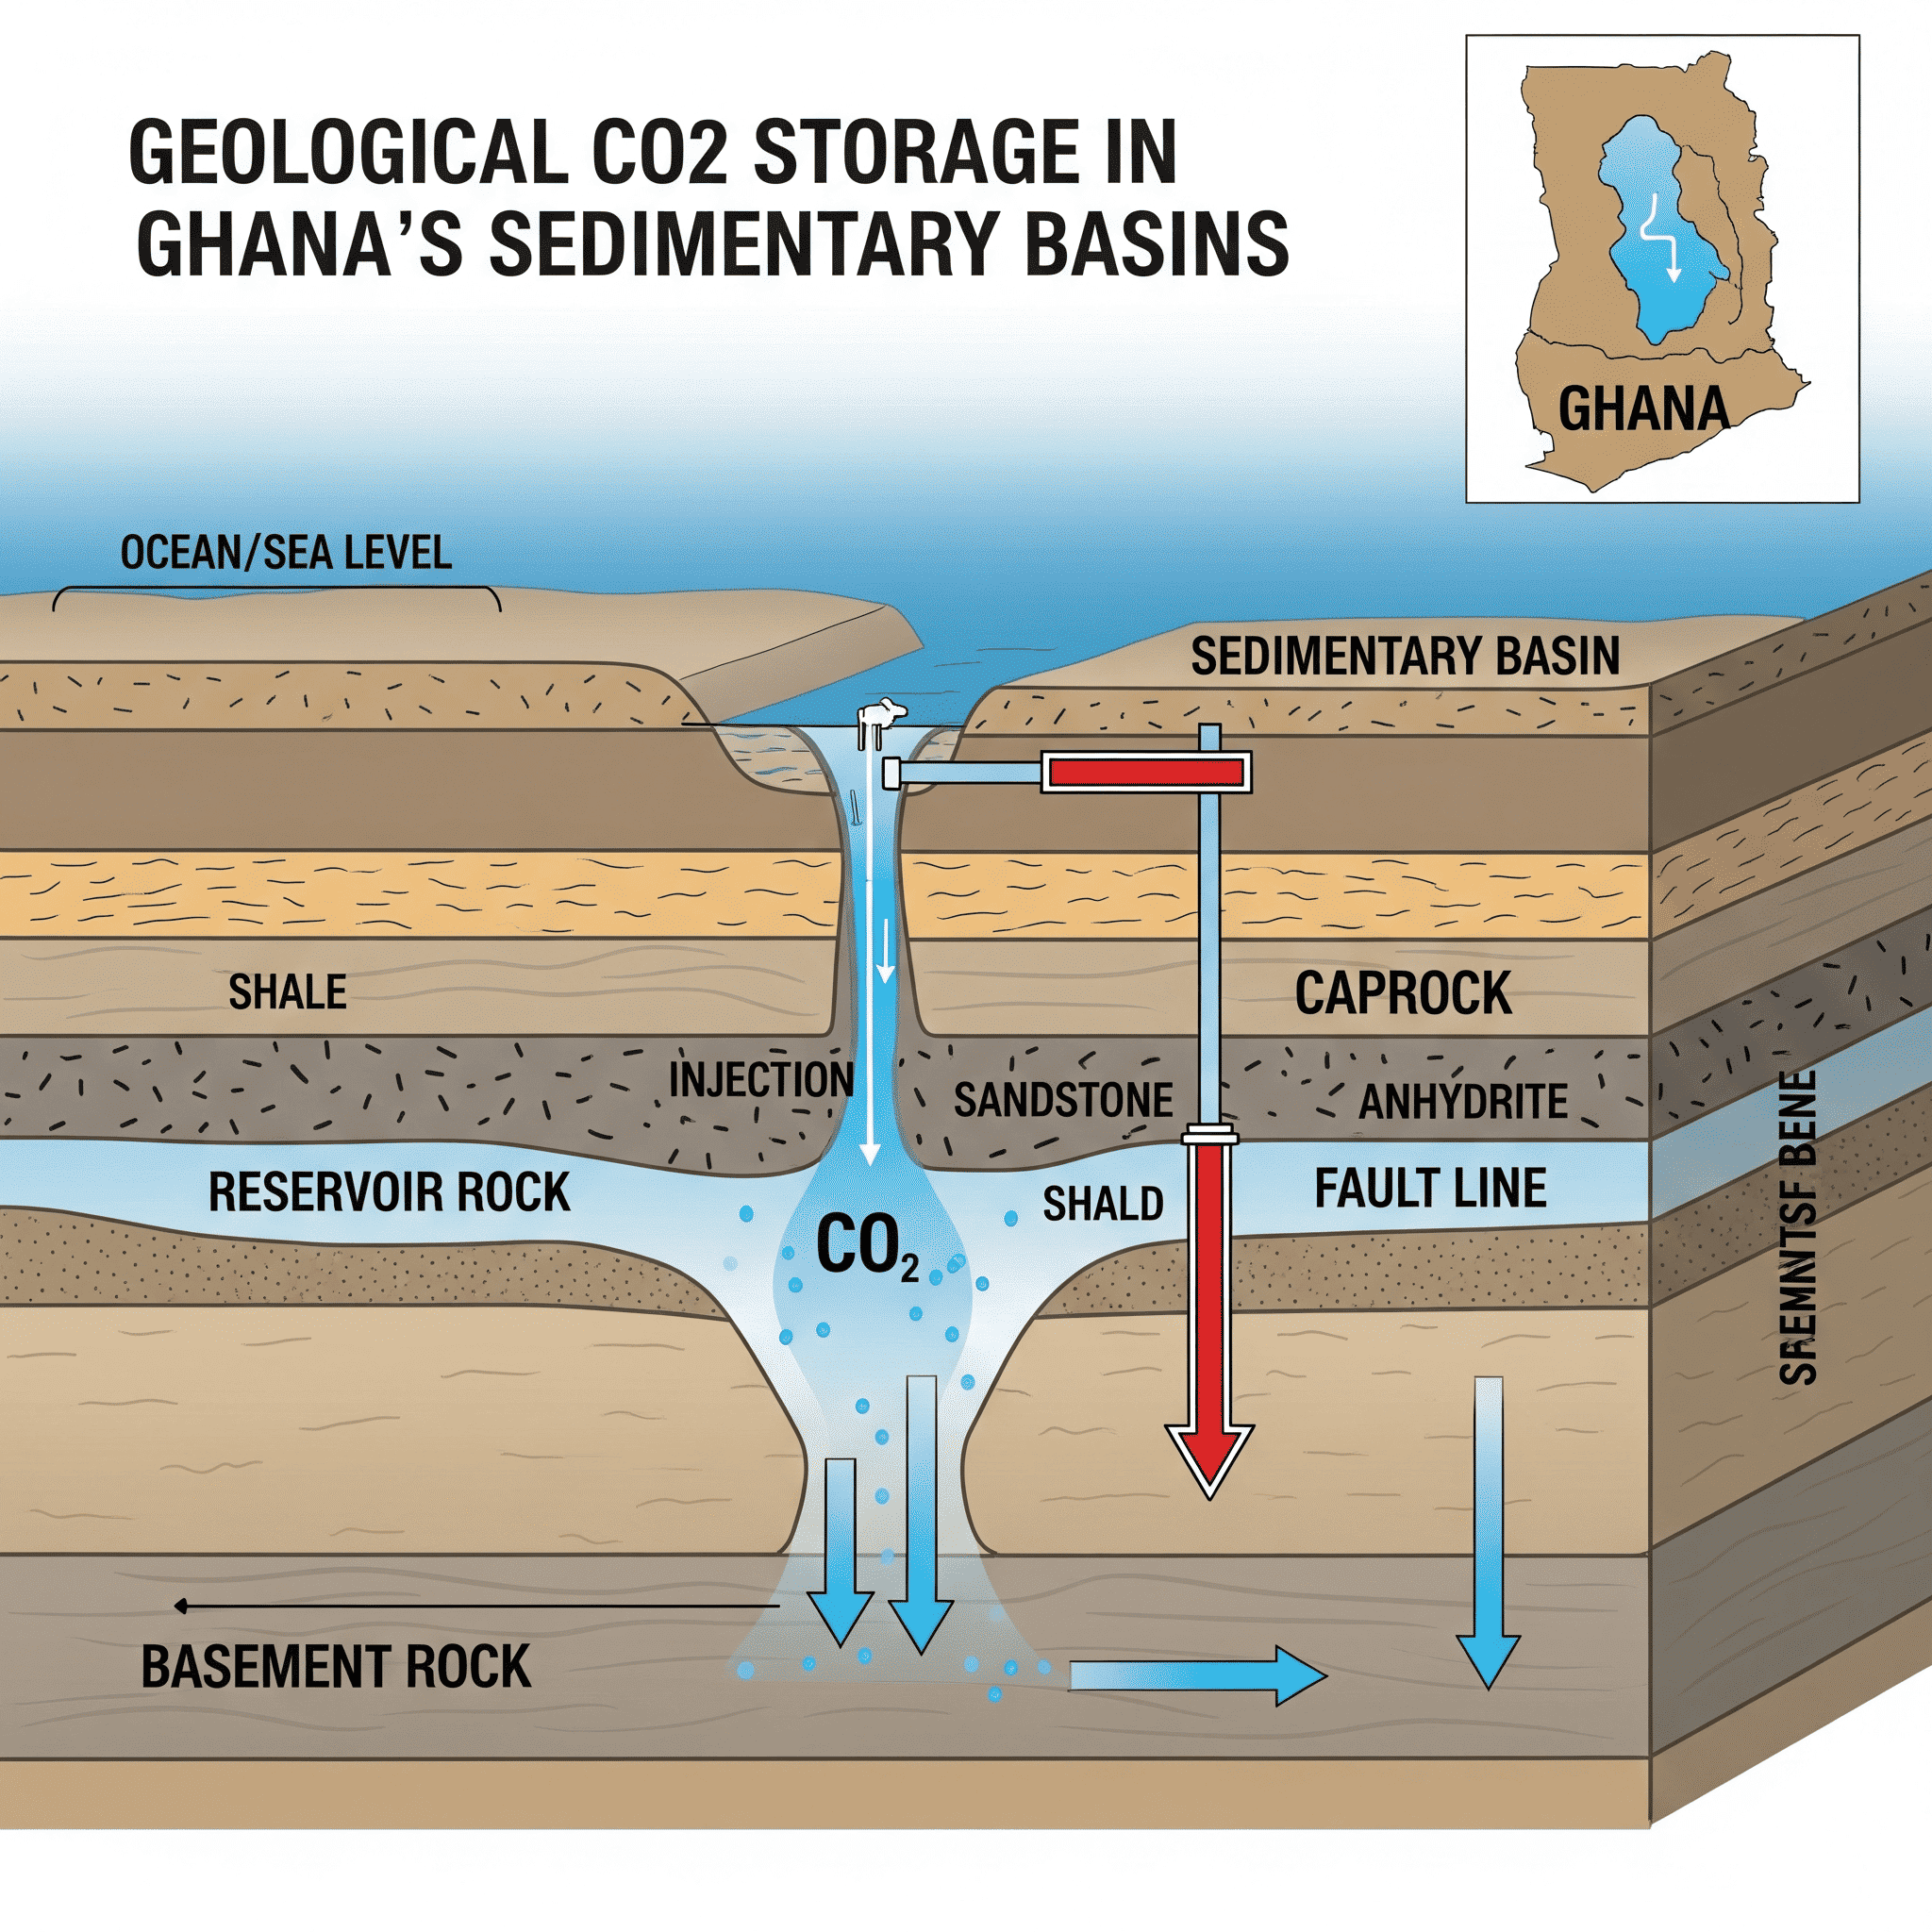 GEOLOGICAL CO2 STORAGE IN
GHANA'S SEDIMENTARY BASINS
GHANA
OCEAN/SEA LEVEL
SEDIMENTARY BASIN
SHALE
CAPROCK
INJECTION
SANDSTONE
ANHYDRITE
RESERVOIR ROCK
SHALD
FAULT LINE
CO₂
BENE
BASEMENT ROCK